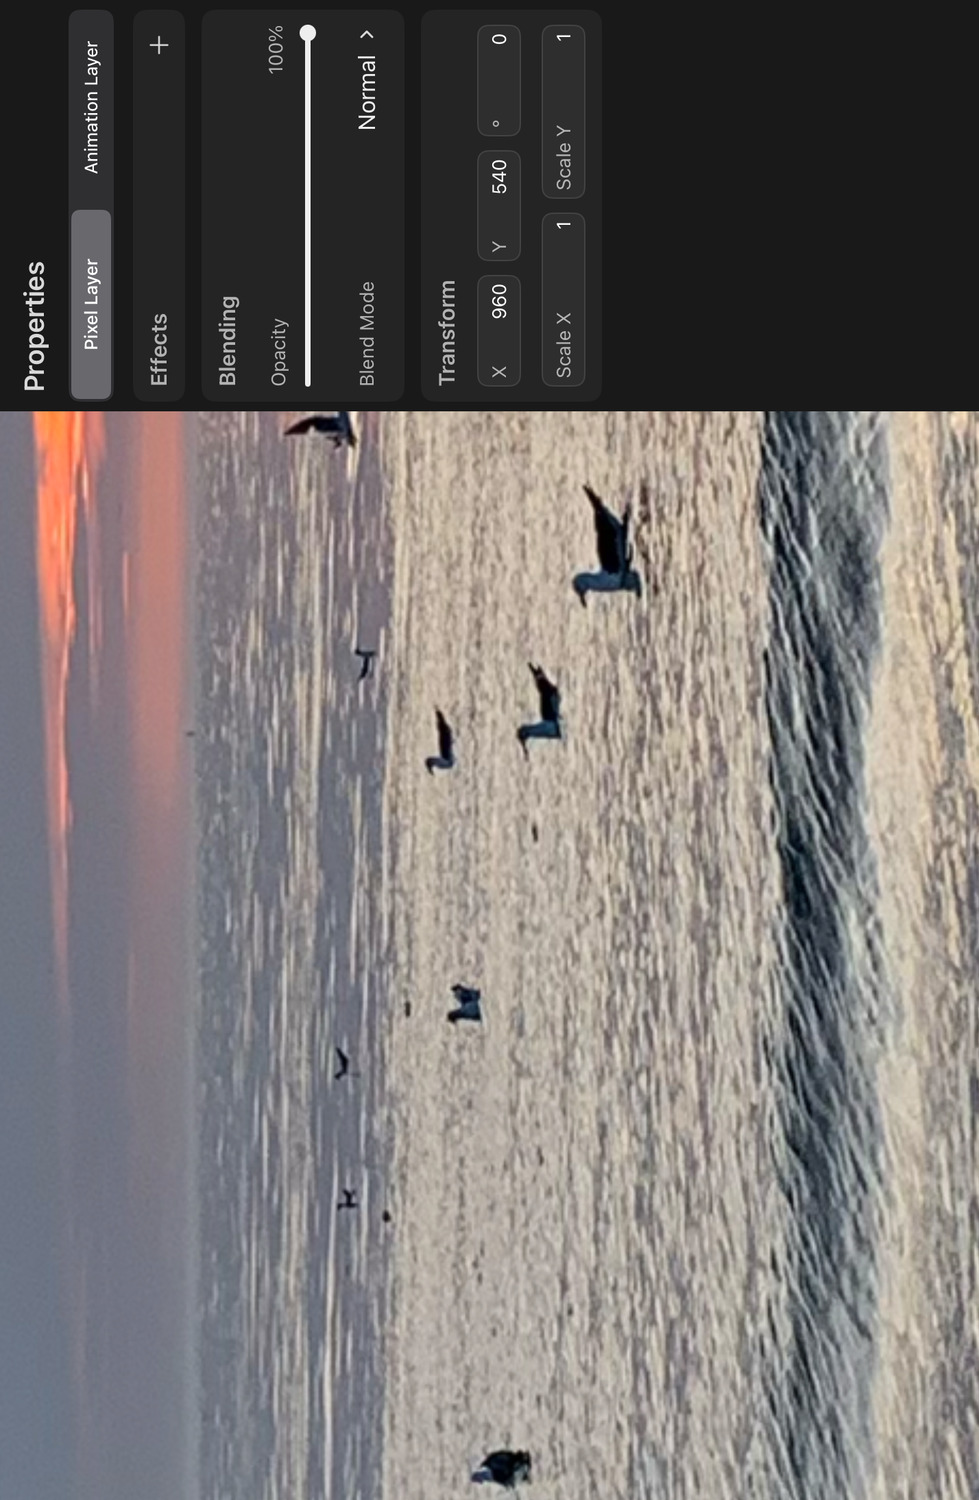 Properties
Pixel Layer Animation Layer
Effects
Blending
Opacity 100%
Blend Mode Normal
Transform
X 960 Y 540 ° 0
Scale X 1 Scale Y 1